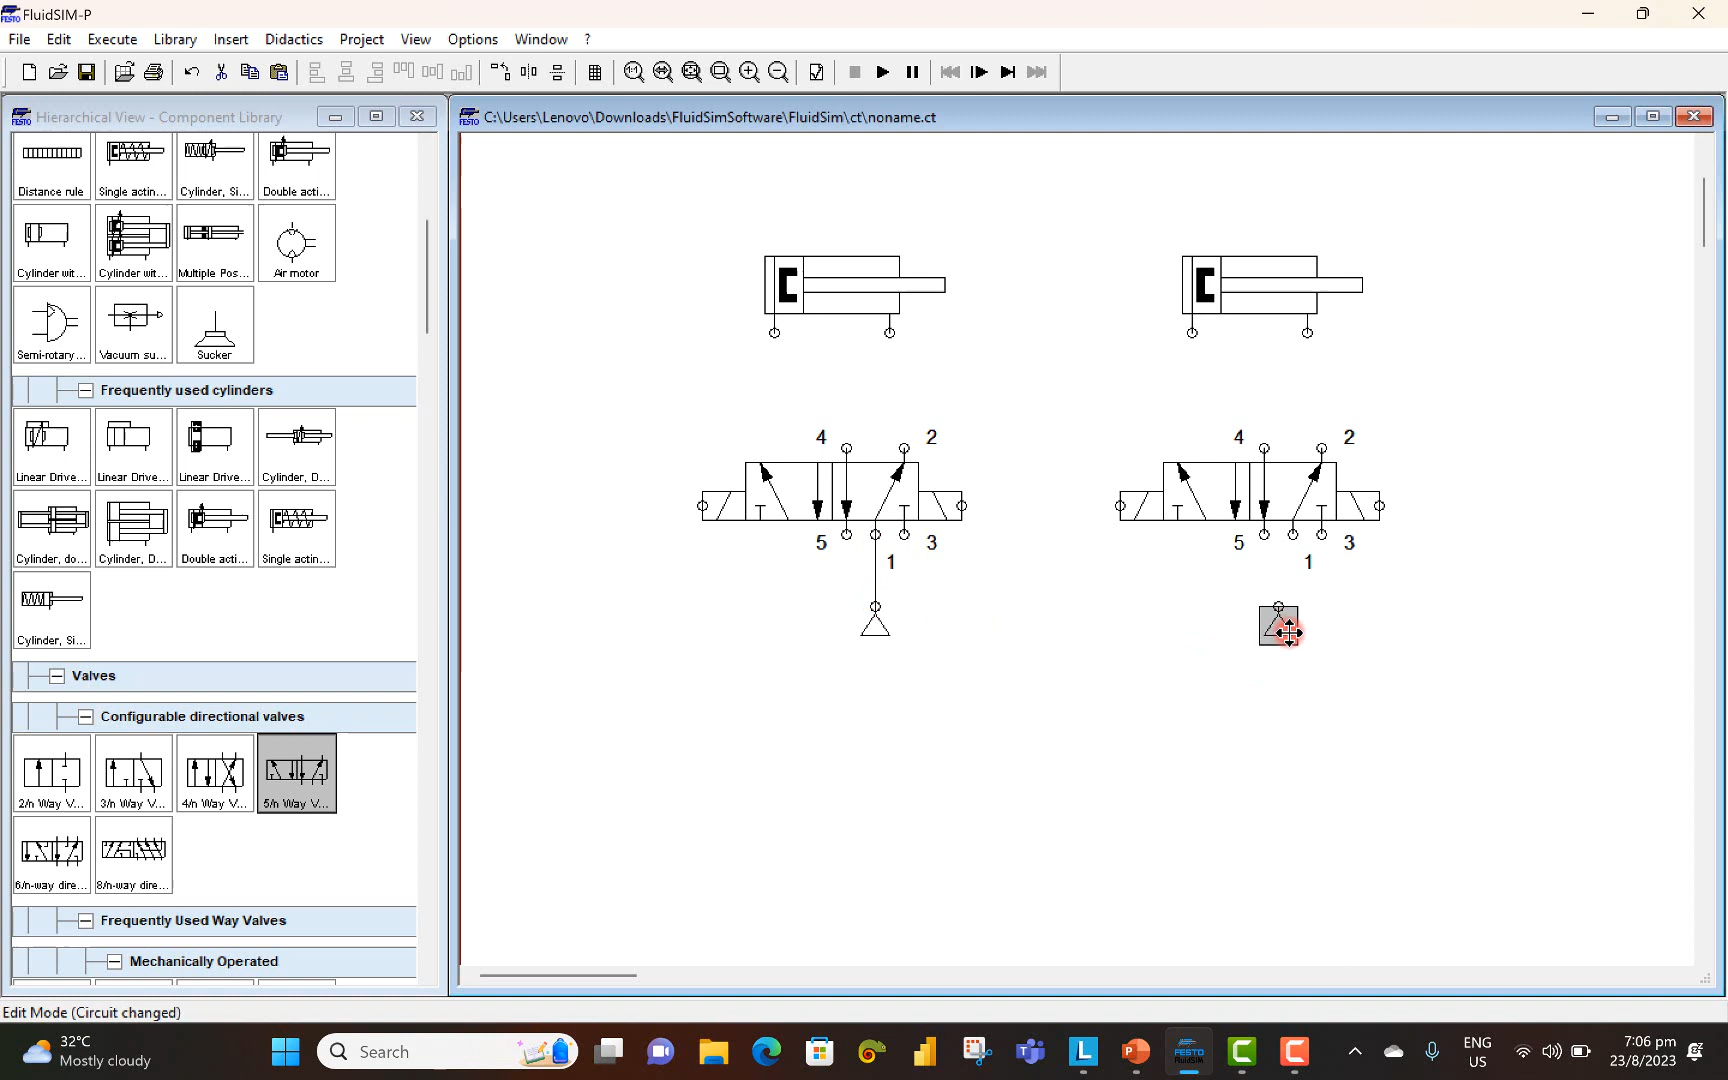 FluidSIM-P
File Edit Execute Library Insert Didactics Project View Options Window ?
FESTO Hierarchical View - Component Library
FESTO C:\Users\Lenovo\Downloads\FluidSimSoftware\FluidSim\ct\noname.ct
Distance rule Single actin... Cylinder, Si... Double acti...
Cylinder wit... Cylinder wit... Multiple Pos... Air motor
Semi-rotary... Vacuum su... Sucker
Frequently used cylinders
Linear Drive... Linear Drive... Linear Drive... Cylinder, D...
Cylinder, do... Cylinder, D... Double acti... Single actin...
Cylinder, Si...
Valves
Configurable directional valves
2/n Way V... 3/n Way V... 4/n Way V... 5/n Way V...
6/n-way dire... 8/n-way dire...
Frequently Used Way Valves
Mechanically Operated
4 2 4 2
5 3 5 3
1 1
Edit Mode (Circuit changed)
32°C
Mostly cloudy
Search
FESTO
FluidSIM
ENG
US
7:06 pm
23/8/2023